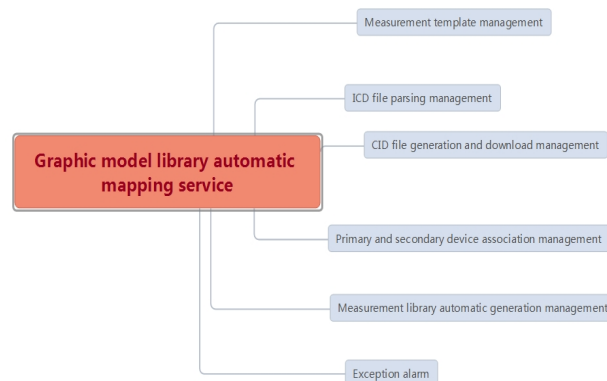 Measurement template management
ICD file parsing management
CID file generation and download management
Graphic model library automatic
mapping service
Primary and secondary device association management
Measurement library automatic generation management
Exception alarm